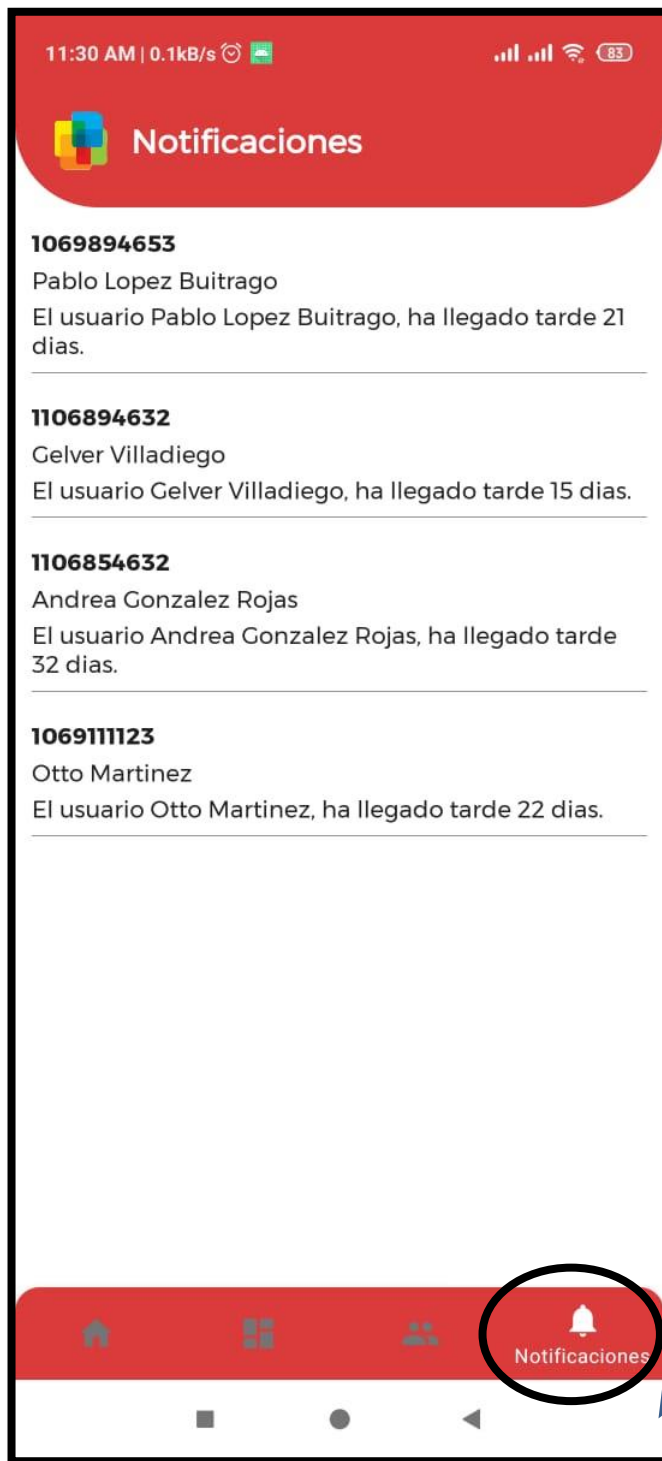 11:30 AM | 0.1kB/s
83
Notificaciones
1069894653
Pablo Lopez Buitrago
El usuario Pablo Lopez Buitrago, ha llegado tarde 21
dias.
1106894632
Gelver Villadiego
El usuario Gelver Villadiego, ha llegado tarde 15 dias.
1106854632
Andrea Gonzalez Rojas
El usuario Andrea Gonzalez Rojas, ha llegado tarde
32 dias.
1069111123
Otto Martinez
El usuario Otto Martinez, ha llegado tarde 22 dias.
Notificaciones